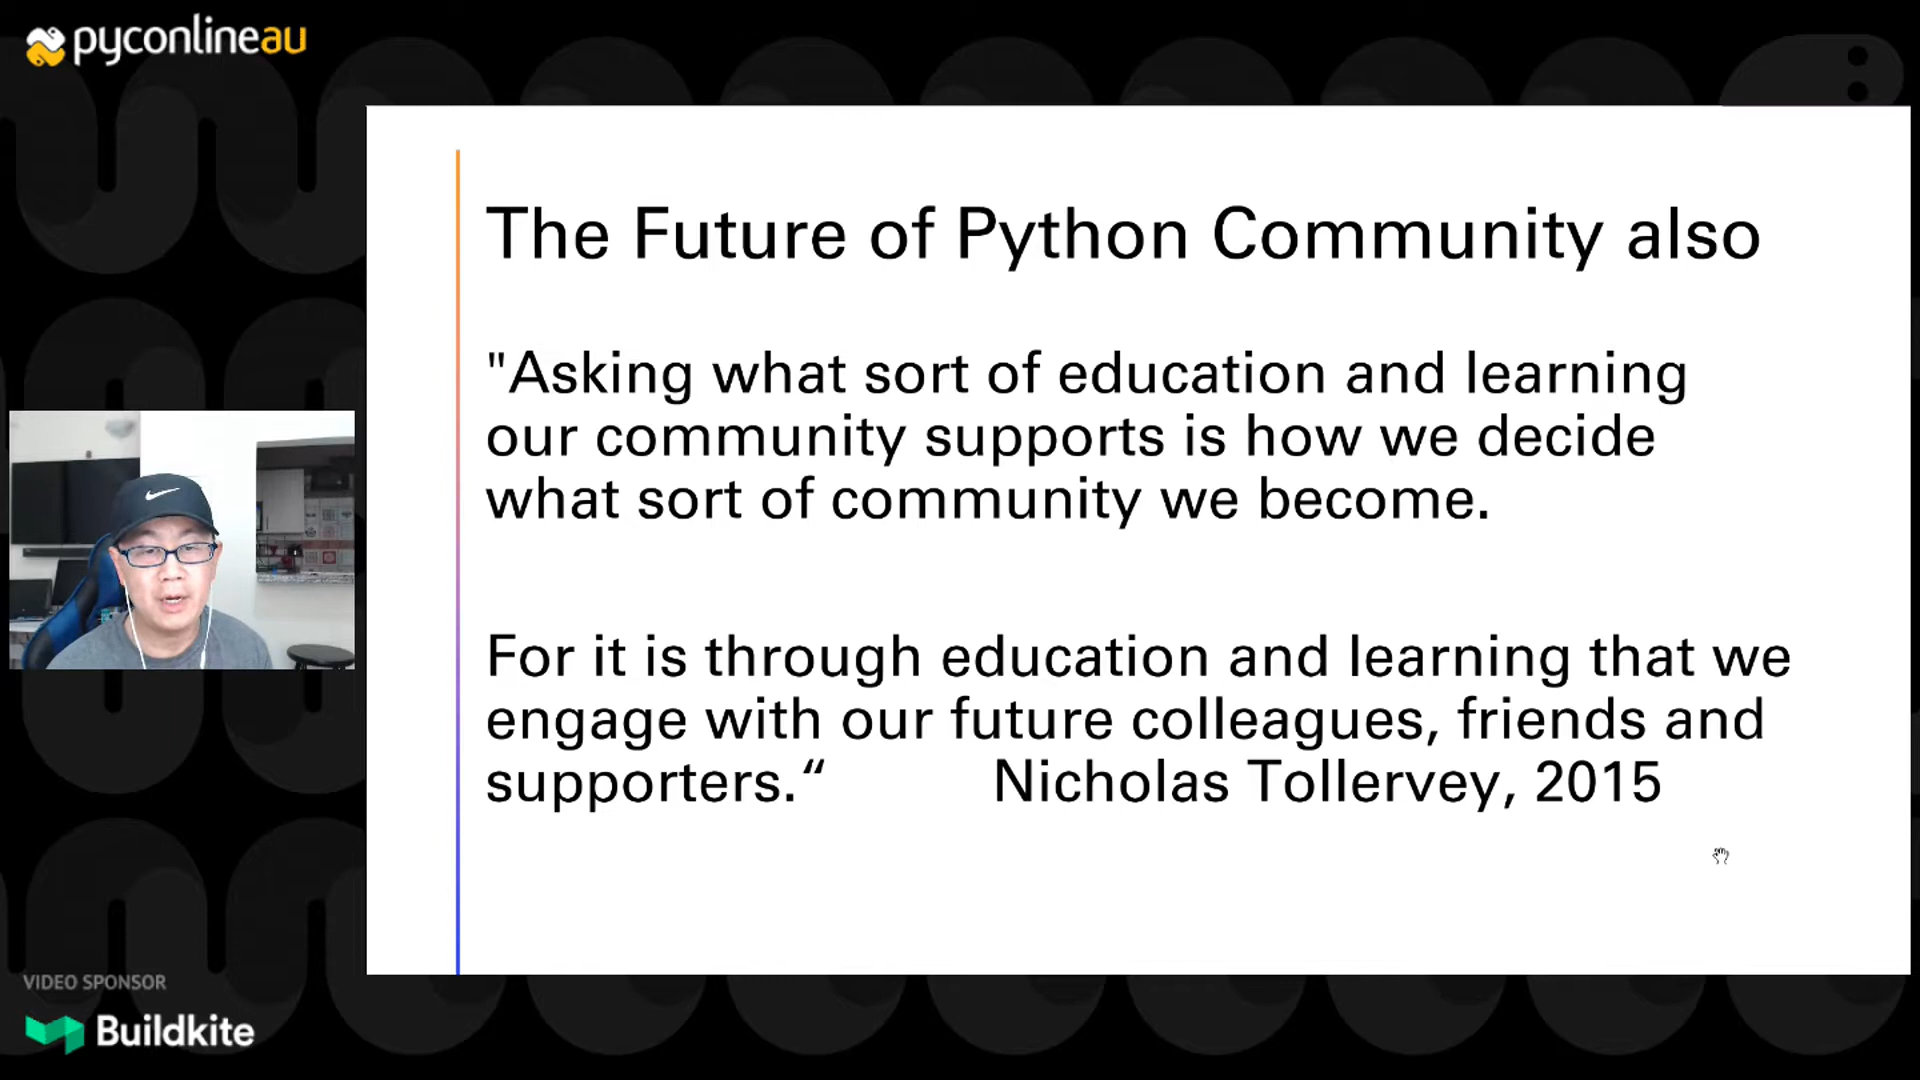 pyconlineau
The Future of Python Community also
"Asking what sort of education and learning
our community supports is how we decide
what sort of community we become.
For it is through education and learning that we
engage with our future colleagues, friends and
supporters.“ Nicholas Tollervey, 2015
VIDEO SPONSOR
Buildkite